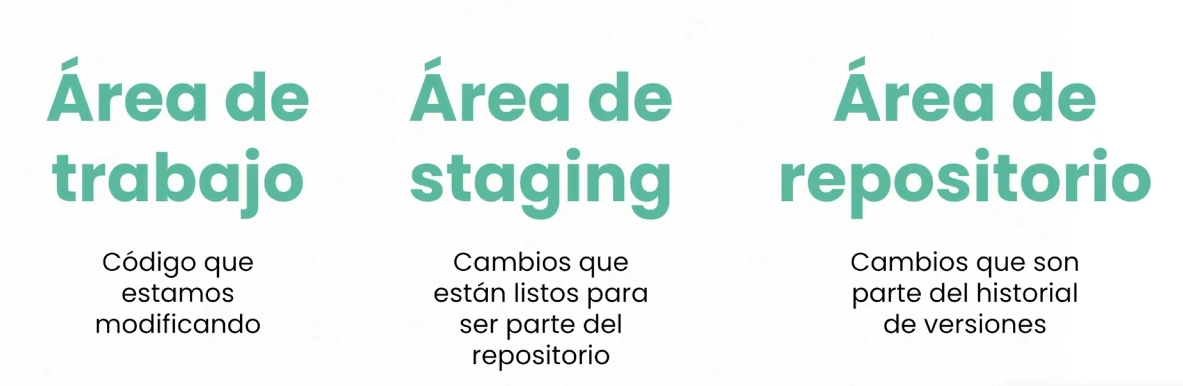 Área de
trabajo
Código que
estamos
modificando
Área de
staging
Cambios que
están listos para
ser parte del
repositorio
Área de
repositorio
Cambios que son
parte del historial
de versiones